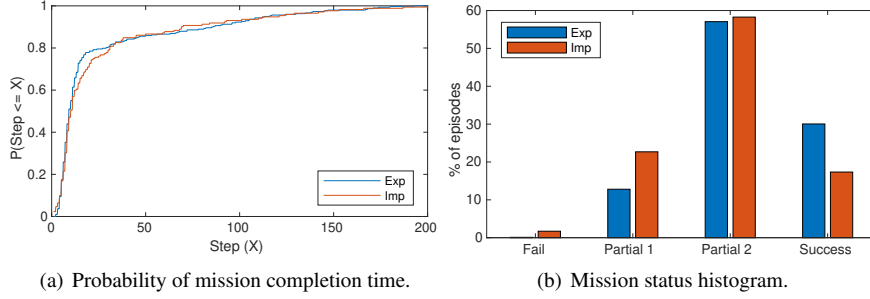 P(Step <= X)
1
0.8
0.6
0.4
0.2
0
0
50
100
150
200
Step (X)
Exp
Imp
(a) Probability of mission completion time.
% of episodes
60
50
40
30
20
10
0
Exp
Imp
Fail
Partial 1
Partial 2
Success
(b) Mission status histogram.